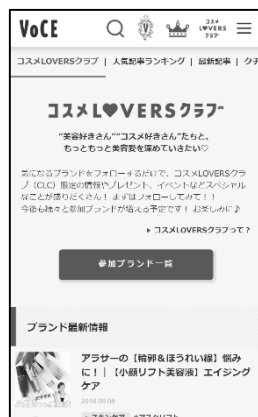 VoCE
コスメLOVERSクラブ | 人気記事ランキング | 最新記事 | クチ
コスメL♥VERSクラブ
“美容好きさん”“コスメ好きさん”たちと、
もっともっと美容愛を深めていきたい♡
気になるブランドをフォローするだけで、コスメLOVERSクラ
ブ（CLC）限定の情報やプレゼント、イベントなどスペシャル
なことが盛りだくさん！まずはフォローしてみて！！
今後も続々と参加ブランドが増える予定です！お楽しみに♪
▶ コスメLOVERSクラブって？
参加ブランド一覧
ブランド最新情報
アラサーの【輪郭&ほうれい線】悩み
に！｜【小顔リフト美容液】エイジング
ケア